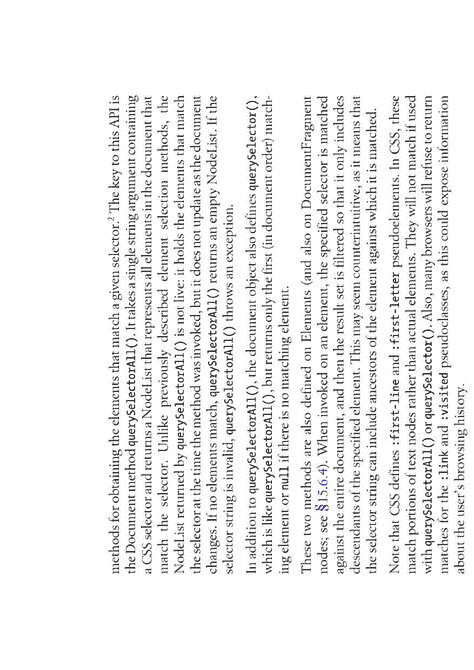 methods for obtaining the elements that match a given selector.² The key to this API is
the Document method querySelectorAll(). It takes a single string argument containing
a CSS selector and returns a NodeList that represents all elements in the document that
match the selector. Unlike previously described element selection methods, the
NodeList returned by querySelectorAll() is not live: it holds the elements that match
the selector at the time the method was invoked, but it does not update as the document
changes. If no elements match, querySelectorAll() returns an empty NodeList. If the
selector string is invalid, querySelectorAll() throws an exception.
In addition to querySelectorAll(), the document object also defines querySelector(),
which is like querySelectorAll(), but returns only the first (in document order) match-
ing element or null if there is no matching element.
These two methods are also defined on Elements (and also on DocumentFragment
nodes; see §15.6.4). When invoked on an element, the specified selector is matched
against the entire document, and then the result set is filtered so that it only includes
descendants of the specified element. This may seem counterintuitive, as it means that
the selector string can include ancestors of the element against which it is matched.
Note that CSS defines :first-line and :first-letter pseudoelements. In CSS, these
match portions of text nodes rather than actual elements. They will not match if used
with querySelectorAll() or querySelector(). Also, many browsers will refuse to return
matches for the :link and :visited pseudoclasses, as this could expose information
about the user's browsing history.